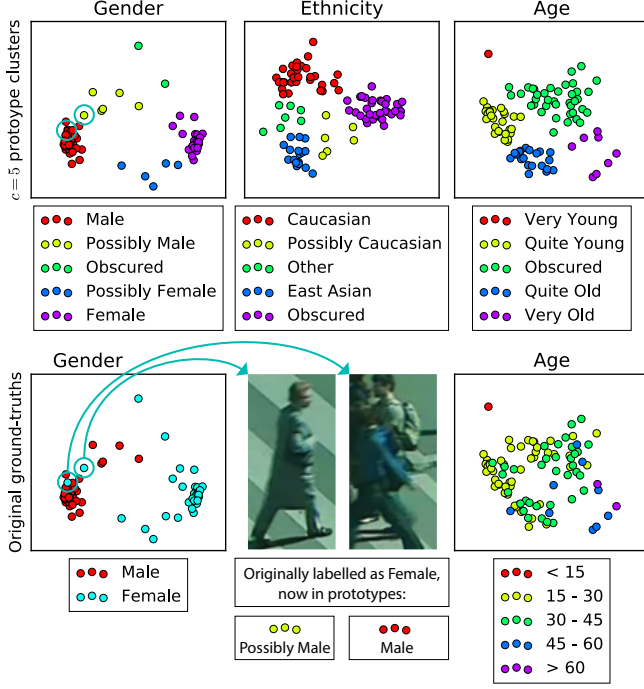 Gender
Ethnicity
Age
c=5 protoype clusters
Male
Possibly Male
Obscured
Possibly Female
Female
Caucasian
Possibly Caucasian
Other
East Asian
Obscured
Very Young
Quite Young
Obscured
Quite Old
Very Old
Gender
Age
Original ground-truths
Male
Female
Originally labelled as Female,
now in prototypes:
Possibly Male
Male
< 15
15 - 30
30 - 45
45 - 60
> 60